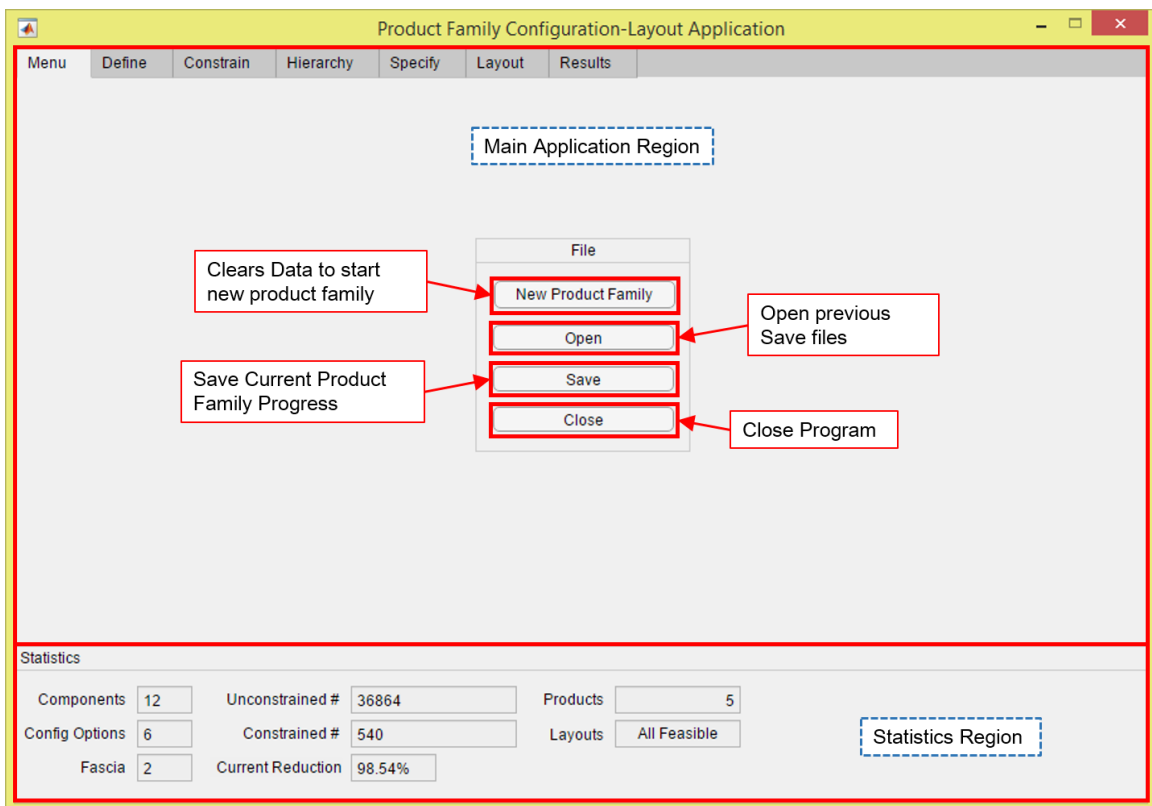 Product Family Configuration-Layout Application
Menu Define Constrain Hierarchy Specify Layout Results
Main Application Region
File
Clears Data to start
new product family
New Product Family
Open previous
Save files
Open
Save Current Product
Family Progress
Save
Close
Close Program
Statistics
Components 12 Unconstrained # 36864 Products 5
Config Options 6 Constrained # 540 Layouts All Feasible
Fascia 2 Current Reduction 98.54%
Statistics Region